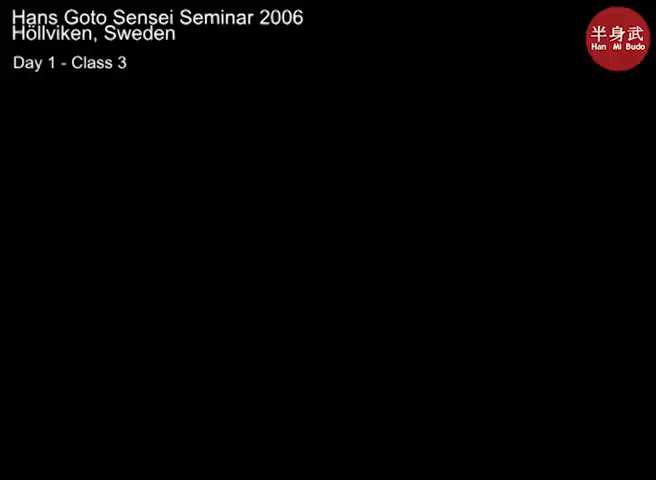 Hans Goto Sensei Seminar 2006
Höllviken, Sweden
Day 1 - Class 3
半身武
Han Mi Budo